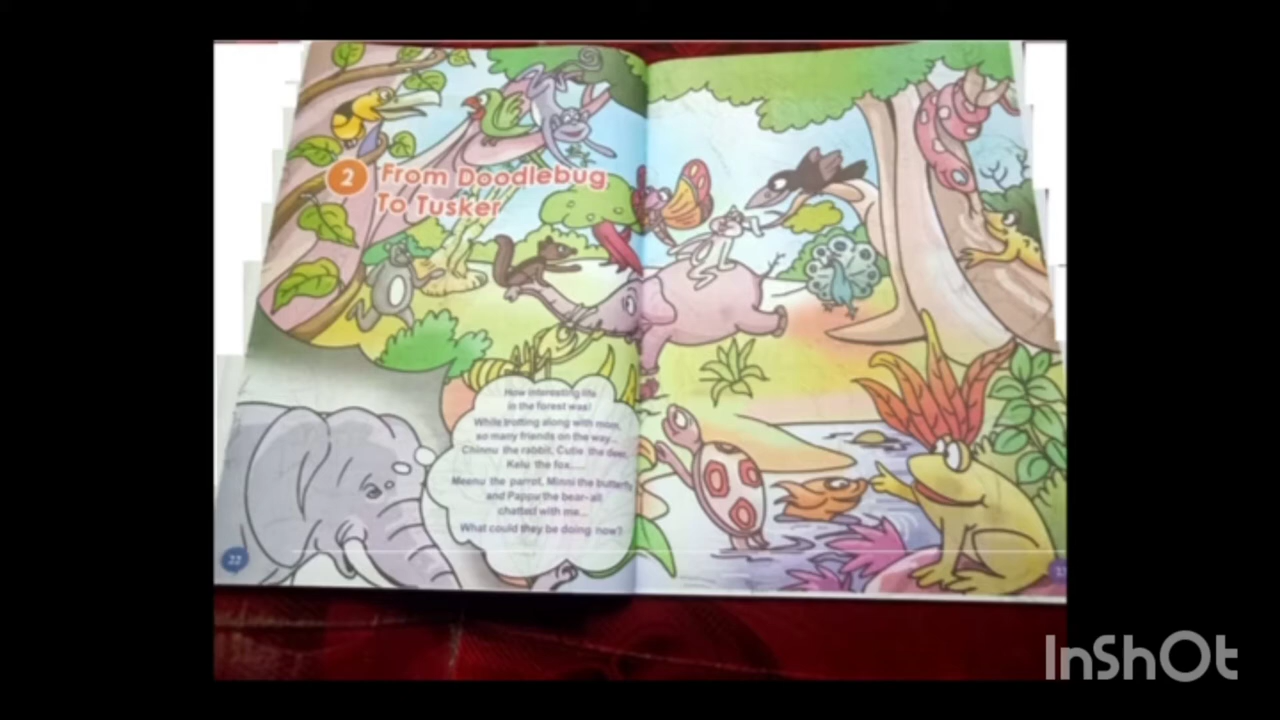 2
From Doodlebug
To Tusker
How interesting life
in the forest was!
While trotting along with mom,
so many friends on the way...
Chinnu the rabbit, Cutie the deer,
Kalu the fox.....
Meenu the parrot, Minni the butterfly
and Pappu the bear-all
chatted with me...
What could they be doing now?
22
InShOt